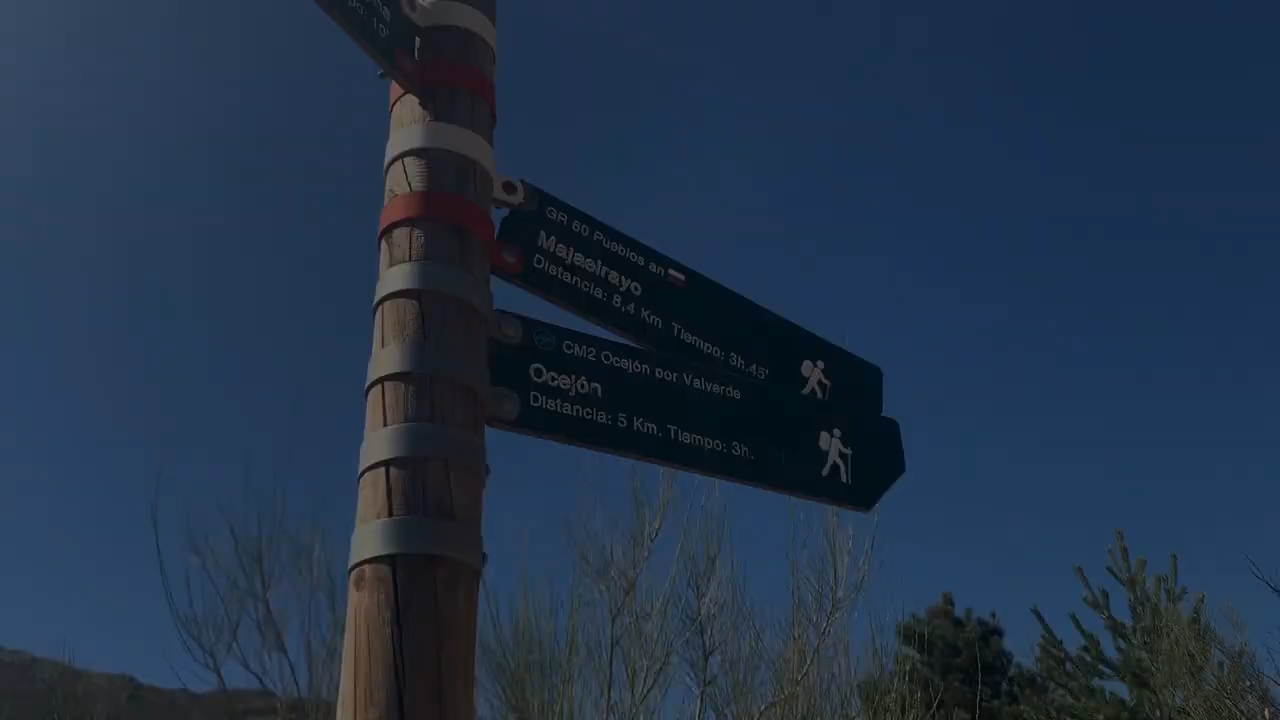 10'
GR 60 Pueblos an
Majaelrayo
Distancia: 8,4 Km. Tiempo: 3h.45'
CM2 Ocejón por Valverde
Ocejón
Distancia: 5 Km. Tiempo: 3h.